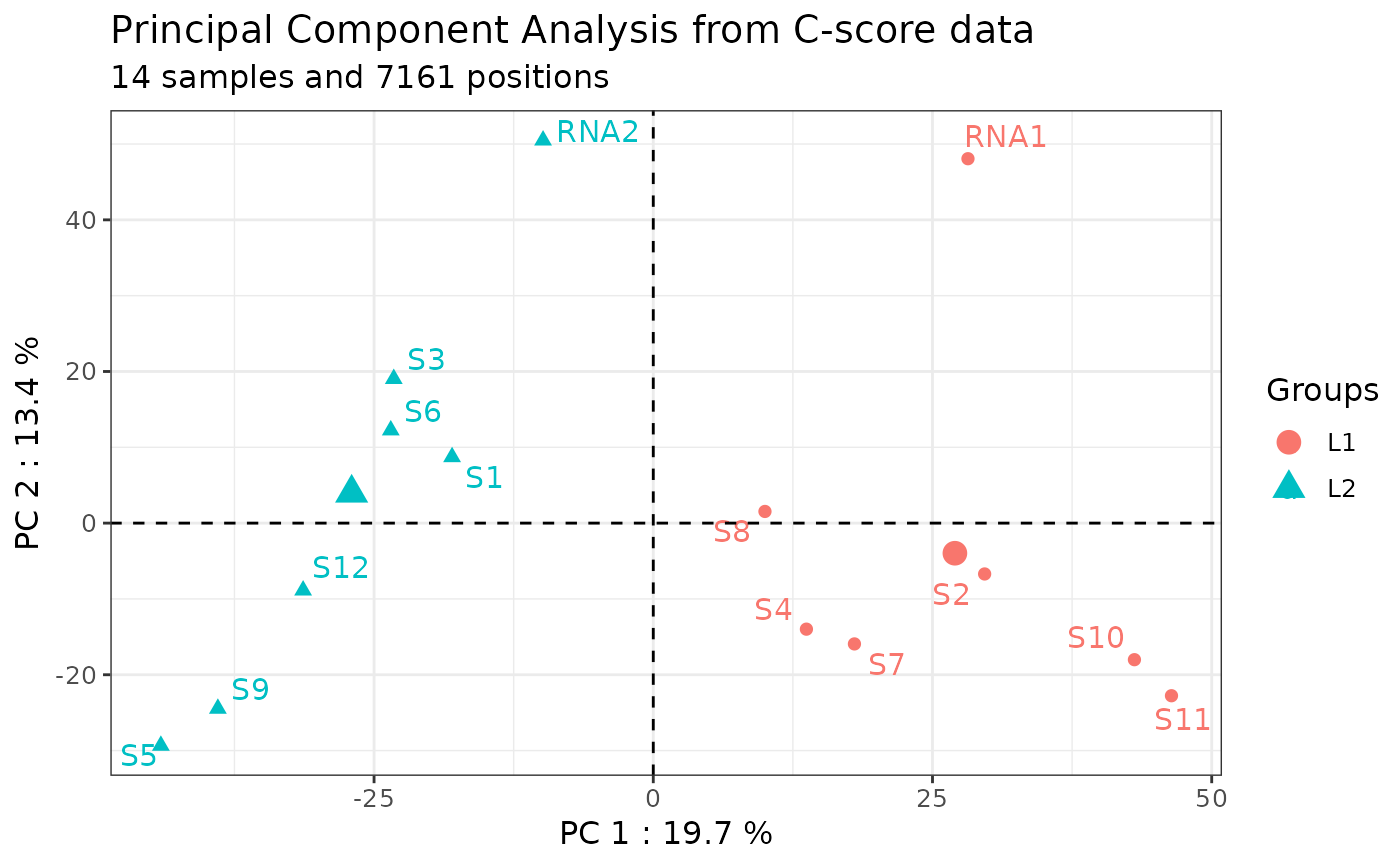 Principal Component Analysis from C-score data
14 samples and 7161 positions
RNA2
RNA1
40
S3
20
S6
S1
0
S8
S12
S2
S4
S10
S7
-20
S9
S11
S5
-25
0
25
50
PC 1 : 19.7 %
PC 2 : 13.4 %
Groups
L1
L2